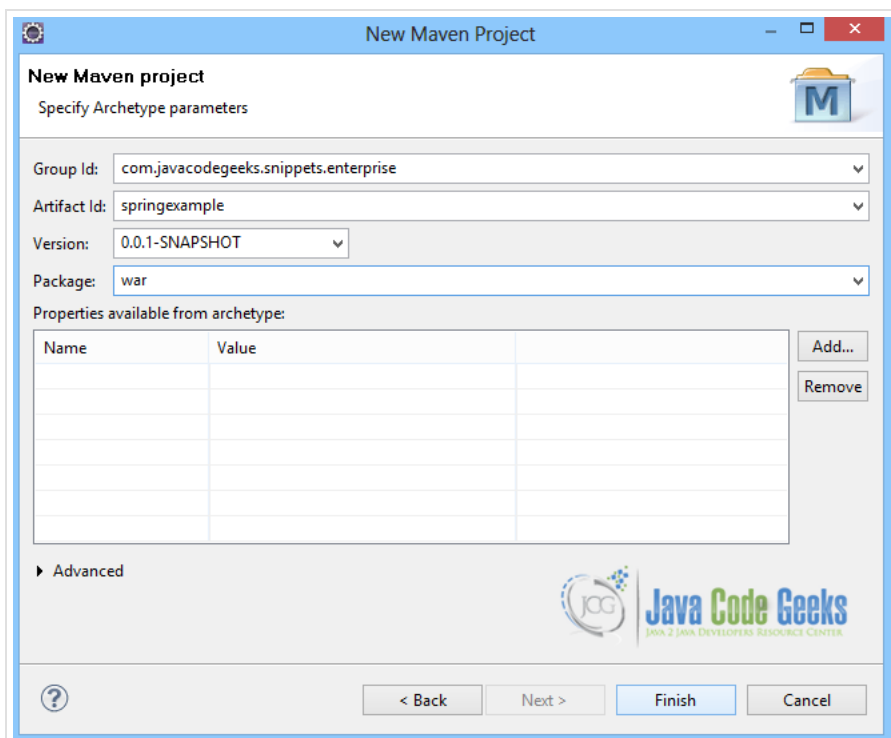 New Maven Project
New Maven project
Specify Archetype parameters
M
Group Id: com.javacodegeeks.snippets.enterprise
Artifact Id: springexample
Version: 0.0.1-SNAPSHOT
Package: war
Properties available from archetype:
Name Value
Add...
Remove
Advanced
JCG Java Code Geeks
JAVA 2 JAVA DEVELOPERS RESOURCE CENTER
? < Back Next > Finish Cancel